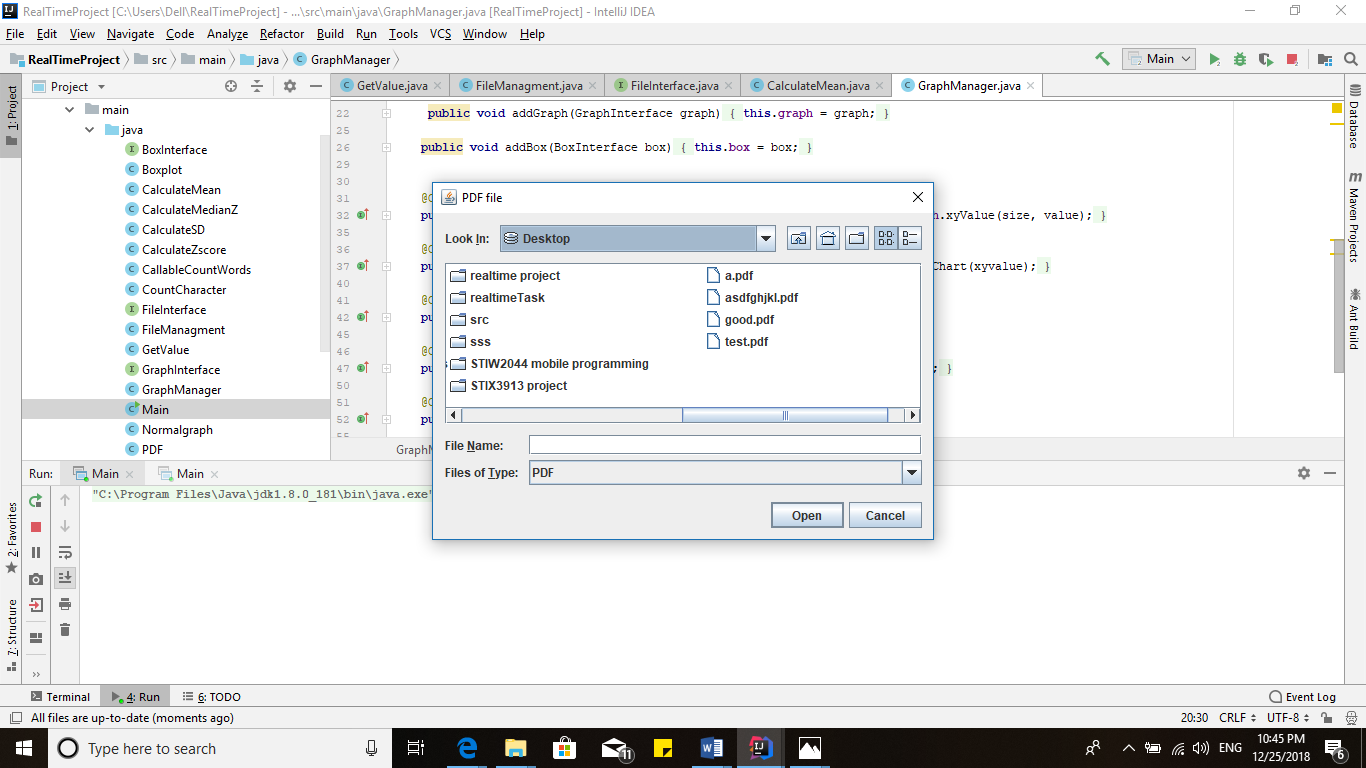 RealTimeProject [C:\Users\Dell\RealTimeProject] - ...\src\main\java\GraphManager.java [RealTimeProject] - IntelliJ IDEA
File Edit View Navigate Code Analyze Refactor Build Run Tools VCS Window Help
RealTimeProject src main java GraphManager Main
1: Project
Project
main
java
BoxInterface
Boxplot
CalculateMean
CalculateMedianZ
CalculateSD
CalculateZscore
CallableCountWords
CountCharacter
FileInterface
FileManagment
GetValue
GraphInterface
GraphManager
Main
Normalgraph
PDF
GetValue.java FileManagment.java FileInterface.java CalculateMean.java GraphManager.java
22 public void addGraph(GraphInterface graph) { this.graph = graph; }
25
26 public void addBox(BoxInterface box) { this.box = box; }
29
30
31
32 .xyValue(size, value); }
35
36
37 Chart(xyvalue); }
40
41
42
45
46
47 ; }
50
51
52
55
PDF file
Look In: Desktop
realtime project
realtimeTask
src
sss
STIW2044 mobile programming
STIX3913 project
a.pdf
asdfghjkl.pdf
good.pdf
test.pdf
File Name:
Files of Type: PDF
Open Cancel
Database
Maven Projects
Ant Build
Run: Main Main
"C:\Program Files\Java\jdk1.8.0_181\bin\java.exe"
2: Favorites
7: Structure
Terminal 4: Run 6: TODO Event Log
All files are up-to-date (moments ago) 20:30 CRLF UTF-8
Type here to search 11 W ENG 10:45 PM
12/25/2018 6